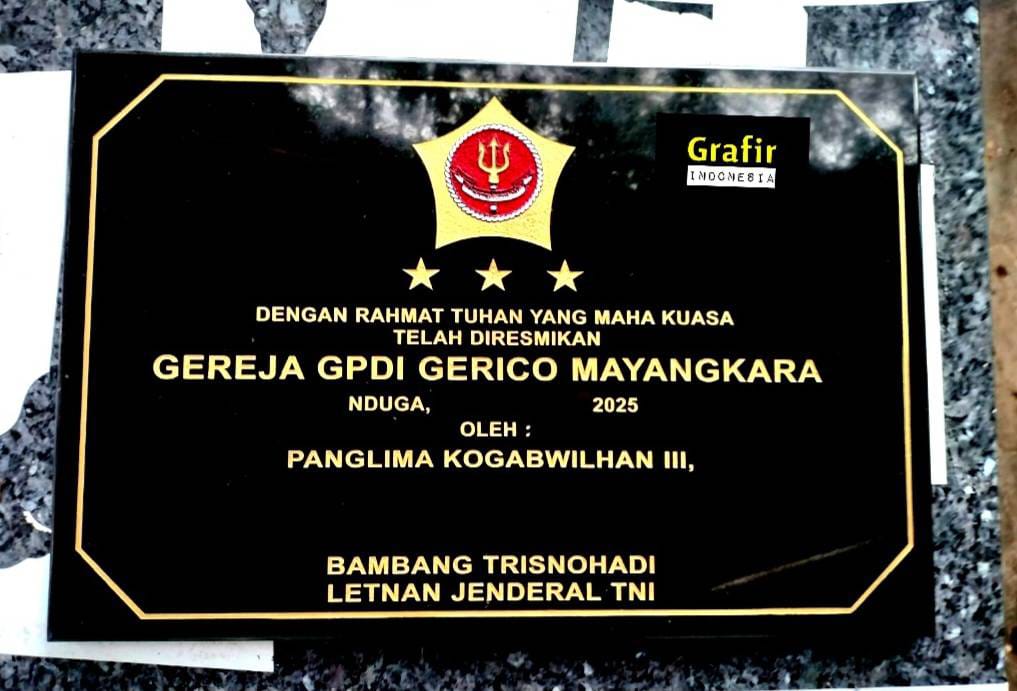 Grafir
INDONESIA
DENGAN RAHMAT TUHAN YANG MAHA KUASA
TELAH DIRESMIKAN
GEREJA GPDI GERICO MAYANGKARA
NDUGA, 2025
OLEH :
PANGLIMA KOGABWILHAN III,
BAMBANG TRISNOHADI
LETNAN JENDERAL TNI